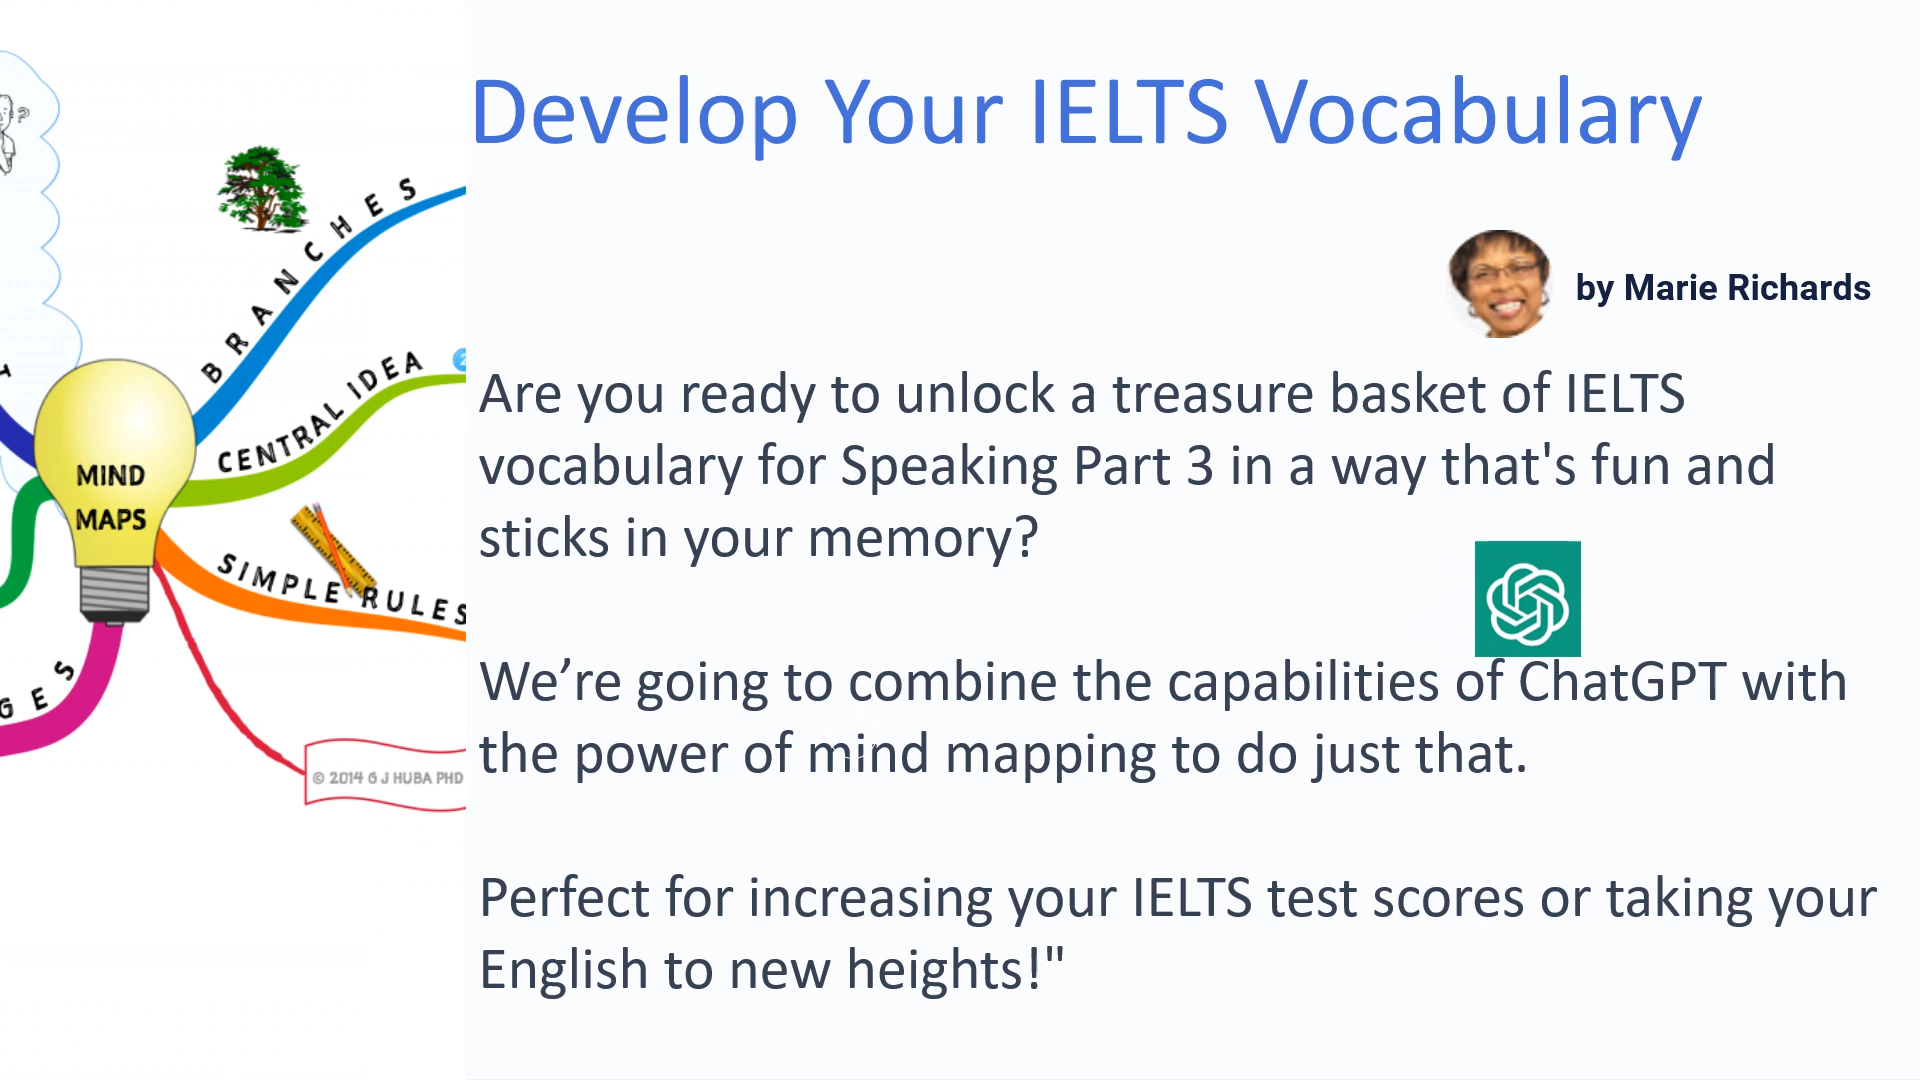 Develop Your IELTS Vocabulary
by Marie Richards
Are you ready to unlock a treasure basket of IELTS
vocabulary for Speaking Part 3 in a way that's fun and
sticks in your memory?
We’re going to combine the capabilities of ChatGPT with
the power of mind mapping to do just that.
Perfect for increasing your IELTS test scores or taking your
English to new heights!"
?
BRANCHES
CENTRAL IDEA
MIND
MAPS
SIMPLE RULES
© 2014 G J HUBA PHD